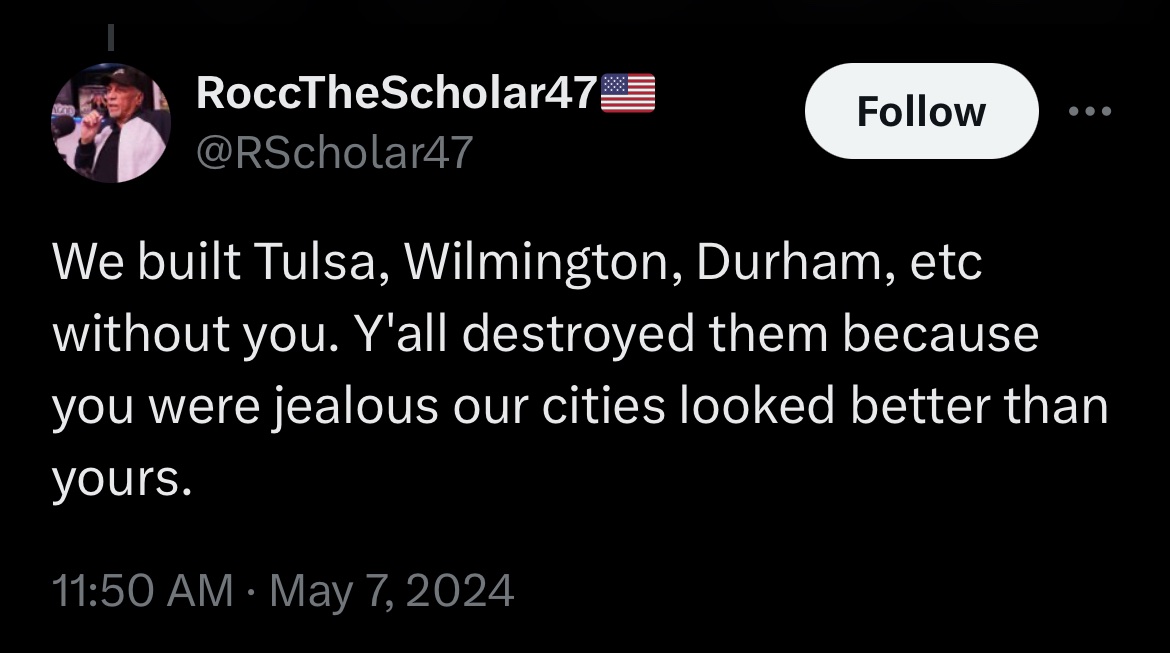 RoccTheScholar47🇺🇸
Follow
@RScholar47
We built Tulsa, Wilmington, Durham, etc
without you. Y'all destroyed them because
you were jealous our cities looked better than
yours.
11:50 AM · May 7, 2024